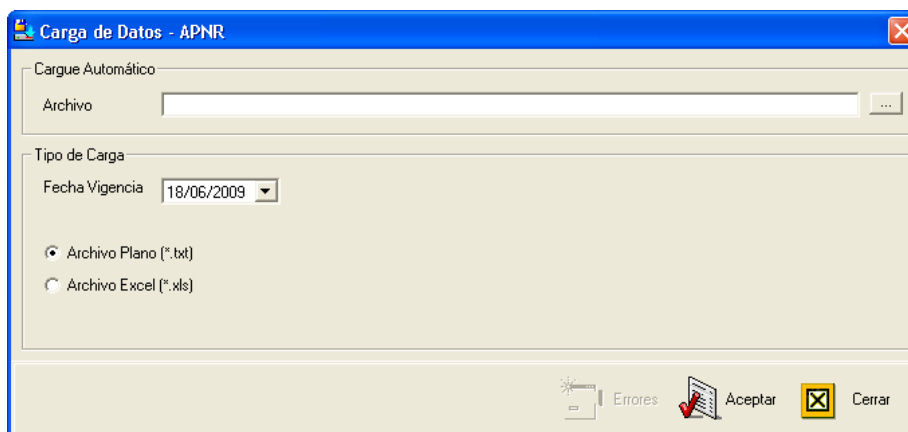 Carga de Datos - APNR
Cargue Automático
Archivo
...
Tipo de Carga
Fecha Vigencia
18/06/2009
Archivo Plano (*.txt)
Archivo Excel (*.xls)
Errores Aceptar Cerrar